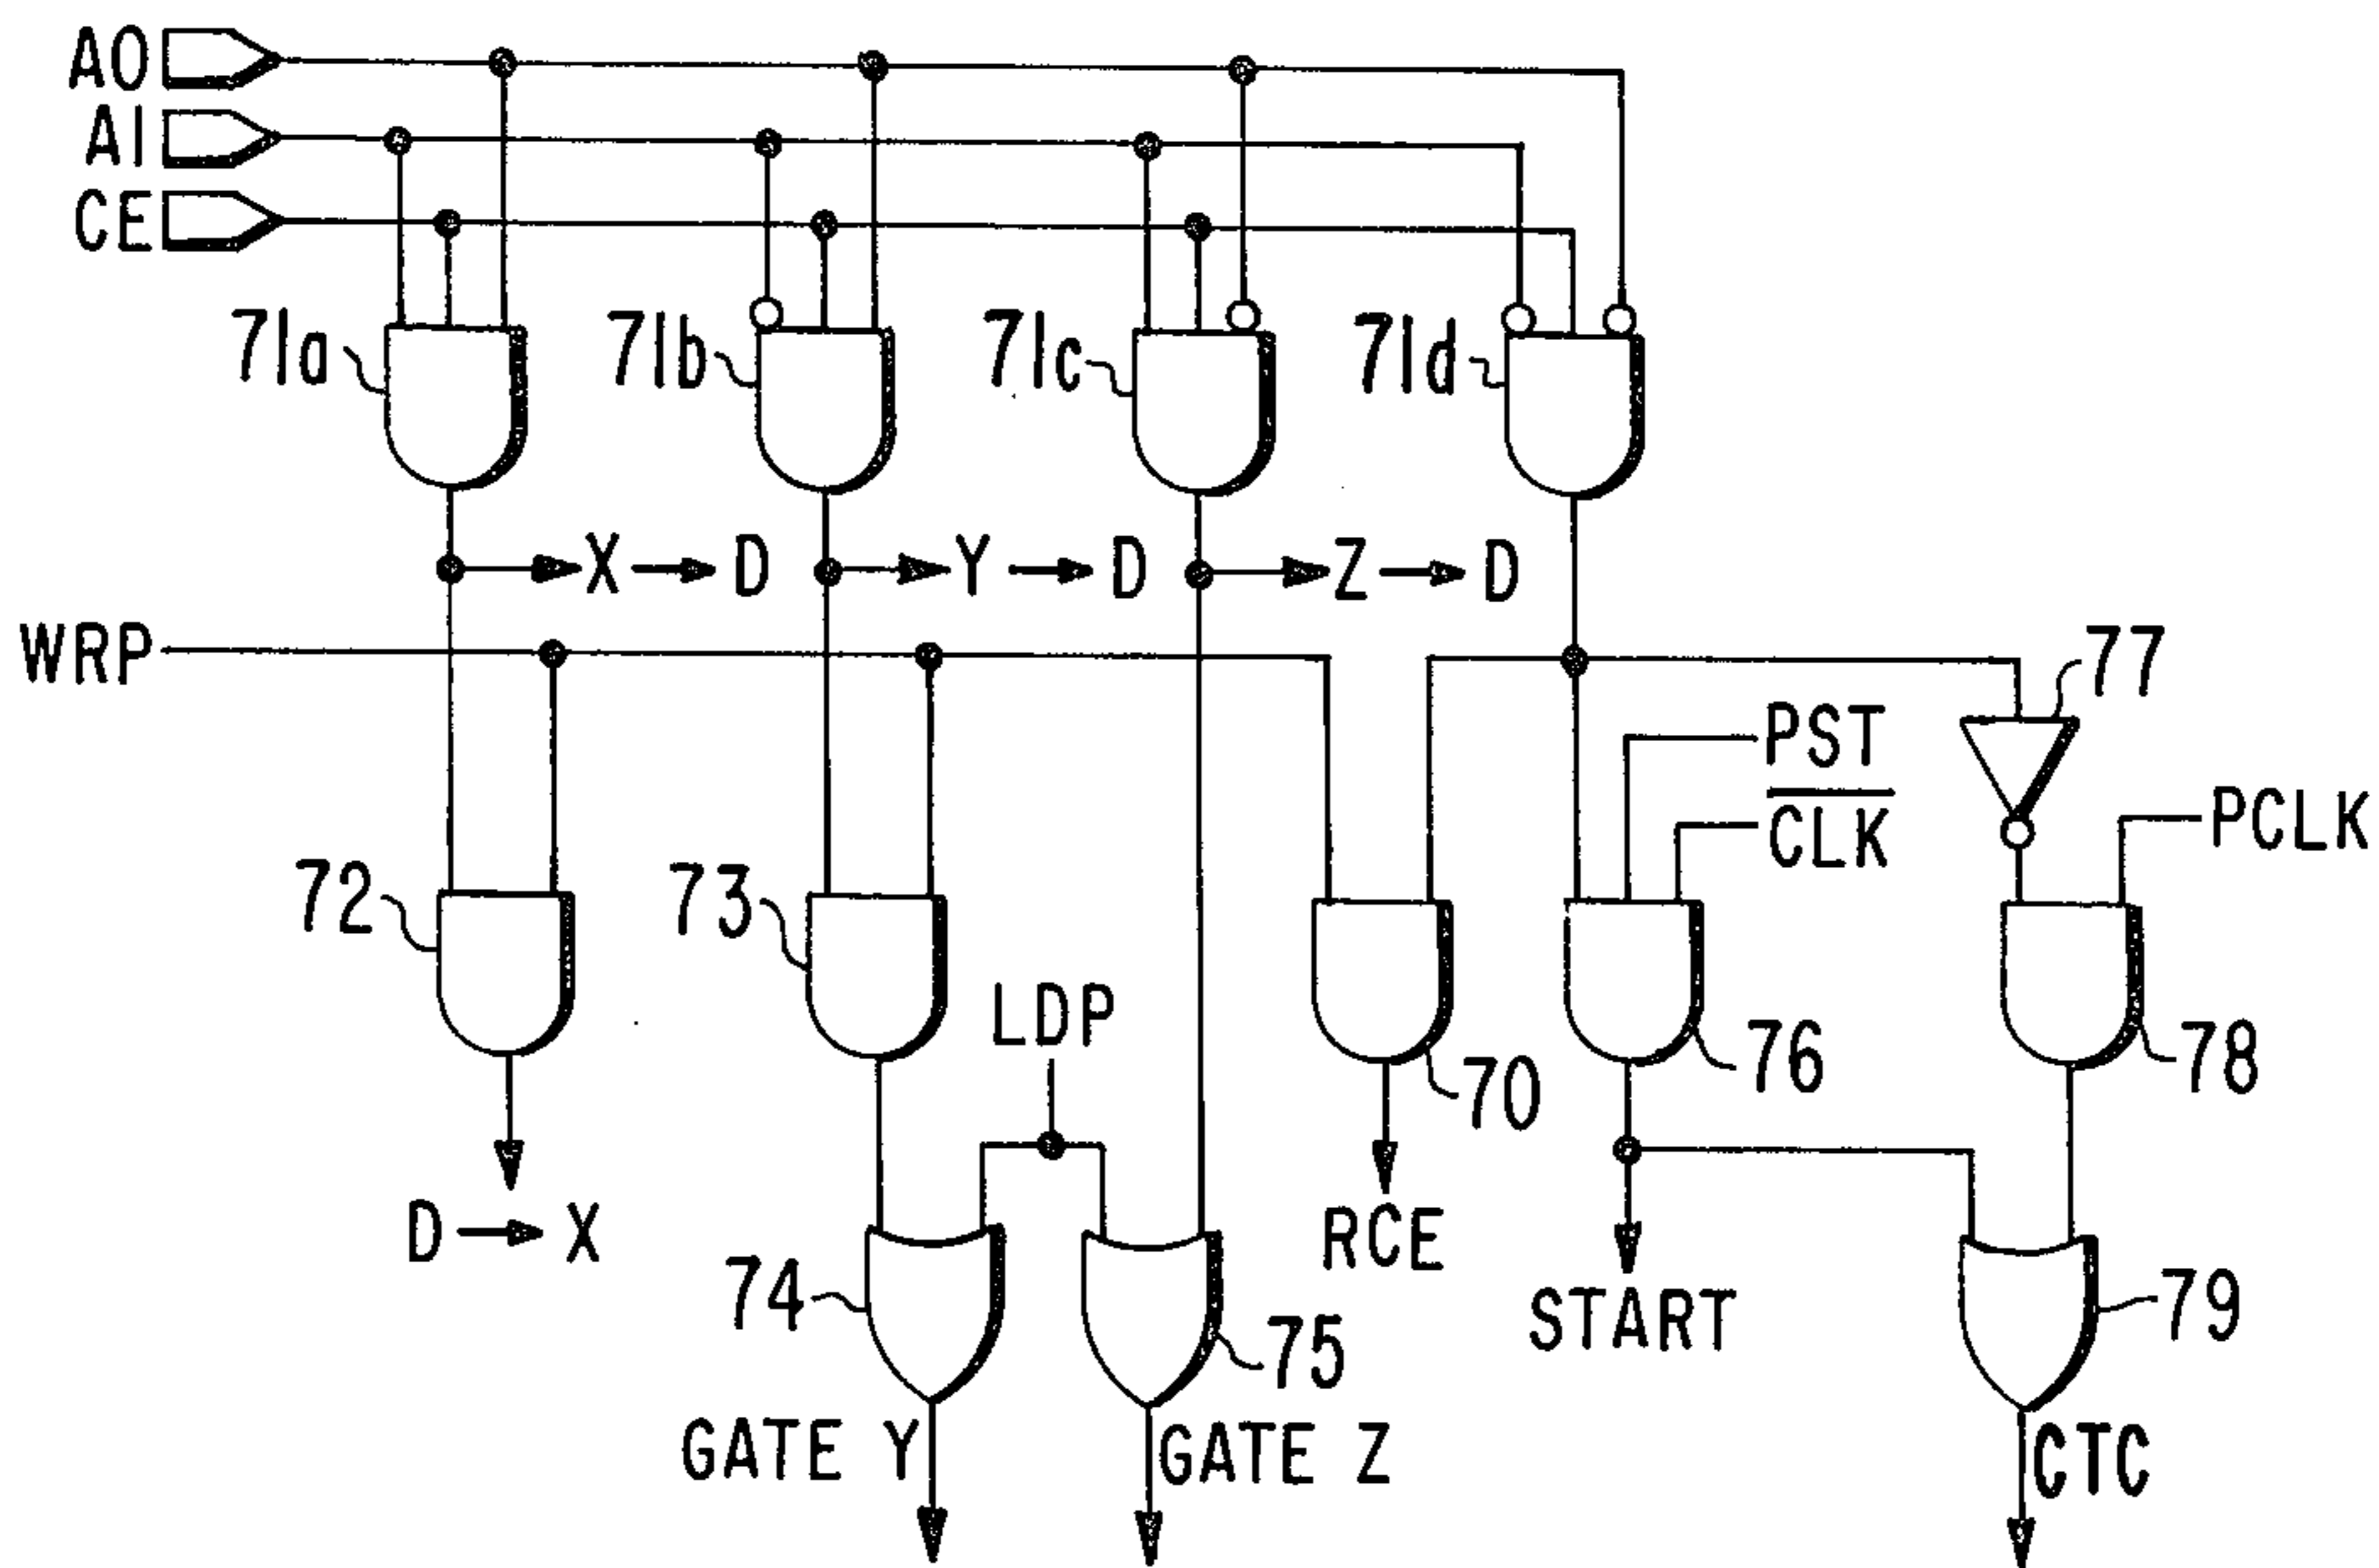 A0
A1
CE
71a 71b 71c 71d
X → D Y → D Z → D
WRP
77
PST
CLK
PCLK
72 73
LDP
70 76 78
D → X
RCE
START
74 75 79
GATE Y GATE Z CTC